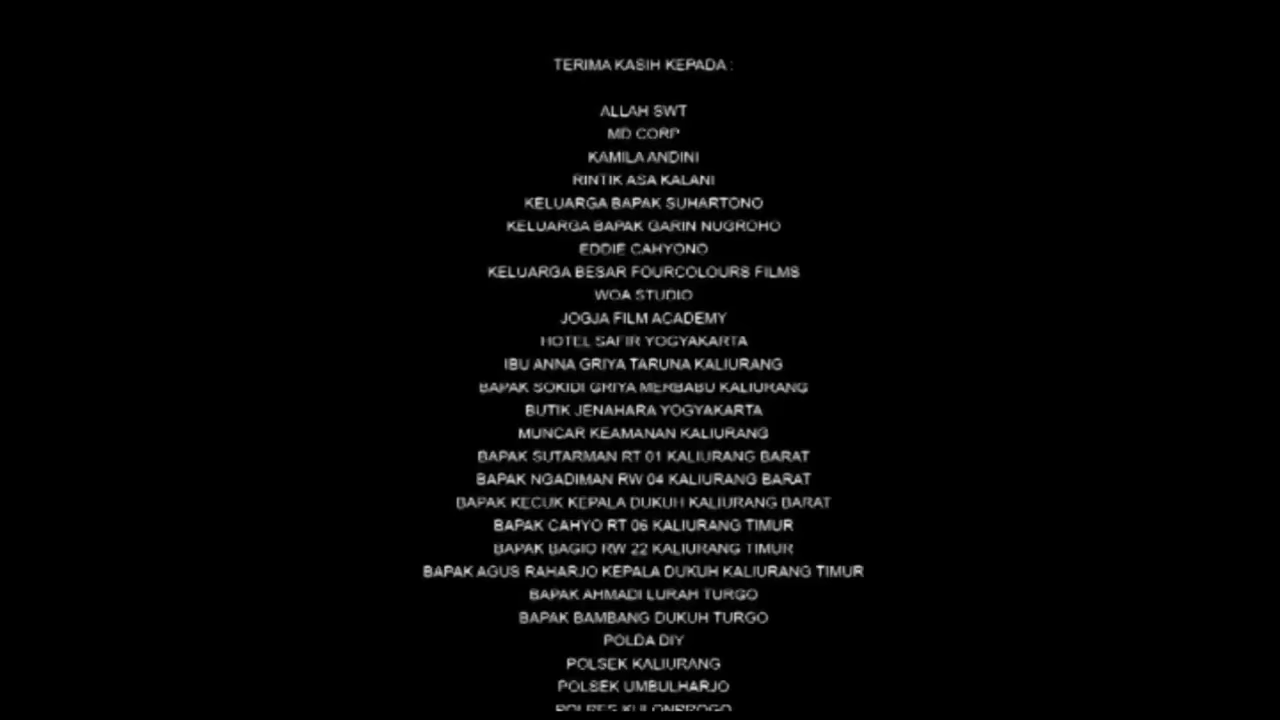 TERIMA KASIH KEPADA :
ALLAH SWT
MD CORP
KAMILA ANDINI
RINTIK ASA KALANI
KELUARGA BAPAK SUHARTONO
KELUARGA BAPAK GARIN NUGROHO
EDDIE CAHYONO
KELUARGA BESAR FOURCOLOURS FILMS
WOA STUDIO
JOGJA FILM ACADEMY
HOTEL SAFIR YOGYAKARTA
IBU ANNA GRIYA TARUNA KALIURANG
BAPAK SOKIDI GRIYA MERBABU KALIURANG
BUTIK JENAHARA YOGYAKARTA
MUNCAR KEAMANAN KALIURANG
BAPAK SUTARMAN RT 01 KALIURANG BARAT
BAPAK NGADIMAN RW 04 KALIURANG BARAT
BAPAK KECUK KEPALA DUKUH KALIURANG BARAT
BAPAK CAHYO RT 06 KALIURANG TIMUR
BAPAK BAGIO RW 22 KALIURANG TIMUR
BAPAK AGUS RAHARJO KEPALA DUKUH KALIURANG TIMUR
BAPAK AHMADI LURAH TURGO
BAPAK BAMBANG DUKUH TURGO
POLDA DIY
POLSEK KALIURANG
POLSEK UMBULHARJO
POLRES KULONPROGO